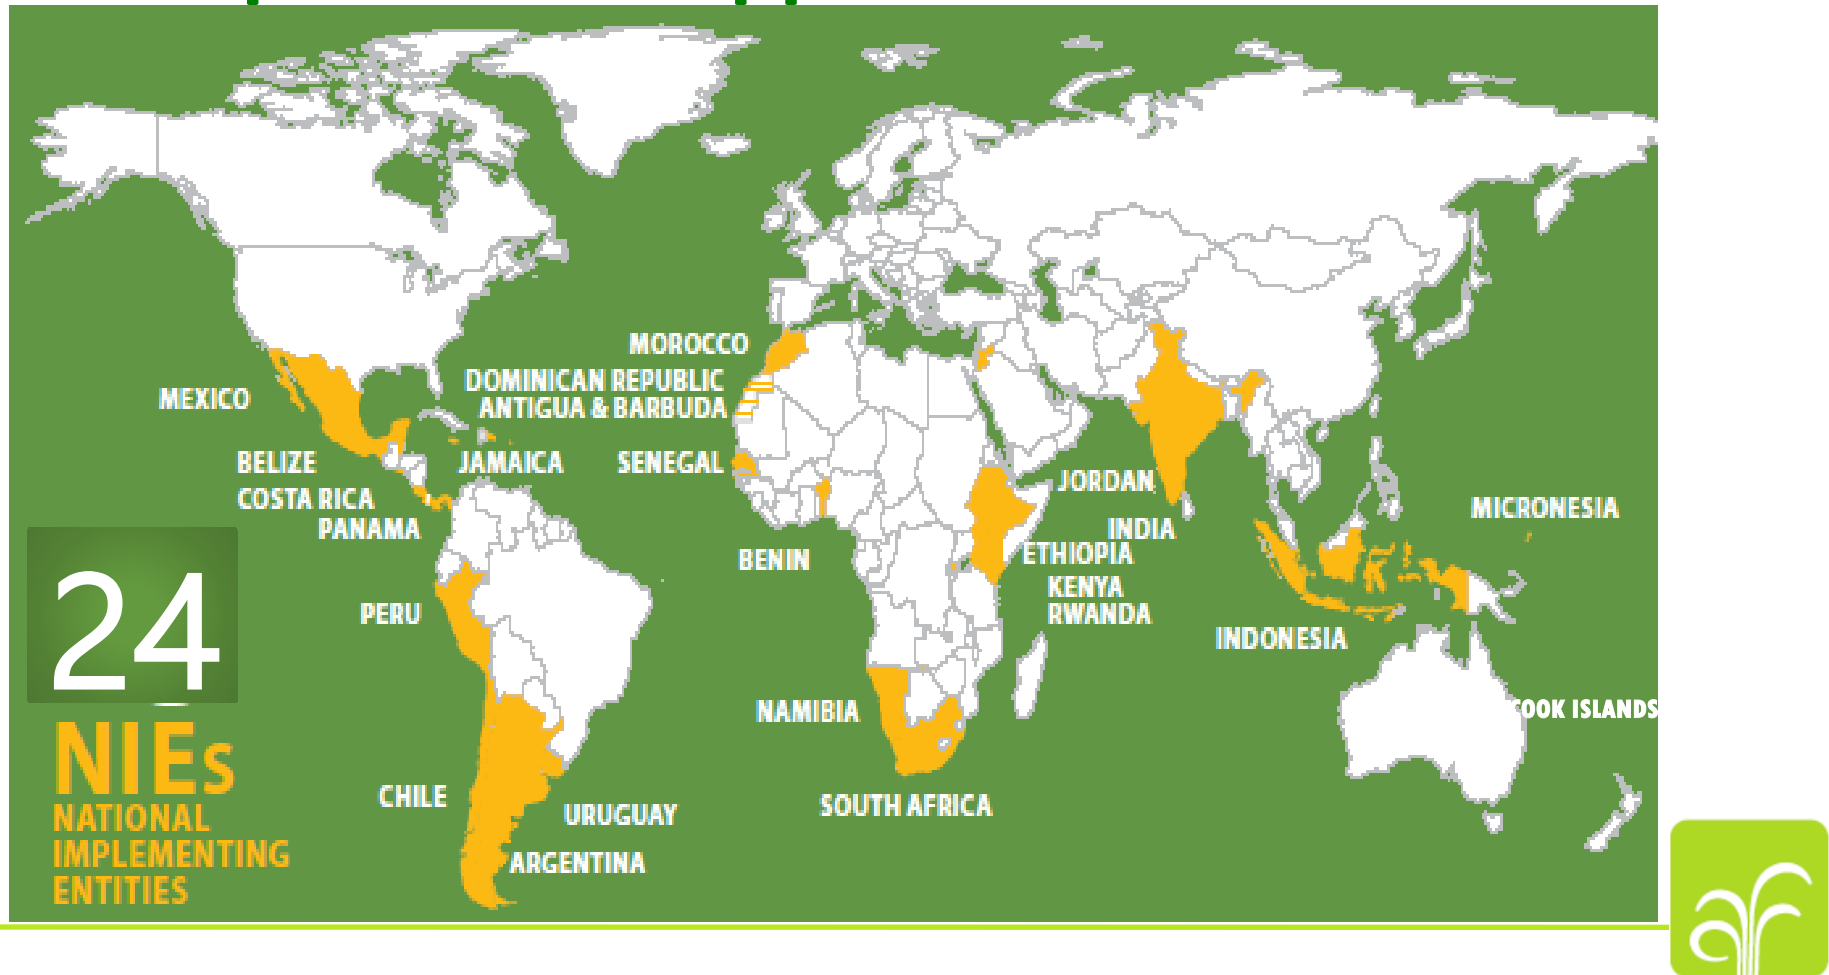 MOROCCO
DOMINICAN REPUBLIC
ANTIGUA & BARBUDA
MEXICO
BELIZE
JAMAICA
SENEGAL
COSTA RICA
PANAMA
JORDAN
INDIA
MICRONESIA
BENIN
ETHIOPIA
KENYA
RWANDA
PERU
INDONESIA
NAMIBIA
COOK ISLANDS
CHILE
URUGUAY
SOUTH AFRICA
ARGENTINA
24
NIEs
NATIONAL
IMPLEMENTING
ENTITIES